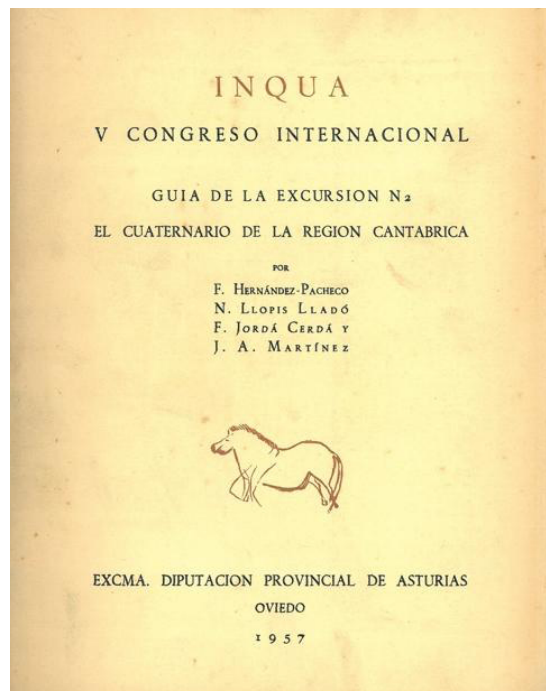 INQUA
V CONGRESO INTERNACIONAL
GUIA DE LA EXCURSION N2
EL CUATERNARIO DE LA REGION CANTABRICA
POR
F. HERNÁNDEZ-PACHECO
N. LLOPIS LLADÓ
F. JORDÁ CERDÁ Y
J. A. MARTÍNEZ
EXCMA. DIPUTACION PROVINCIAL DE ASTURIAS
OVIEDO
1957